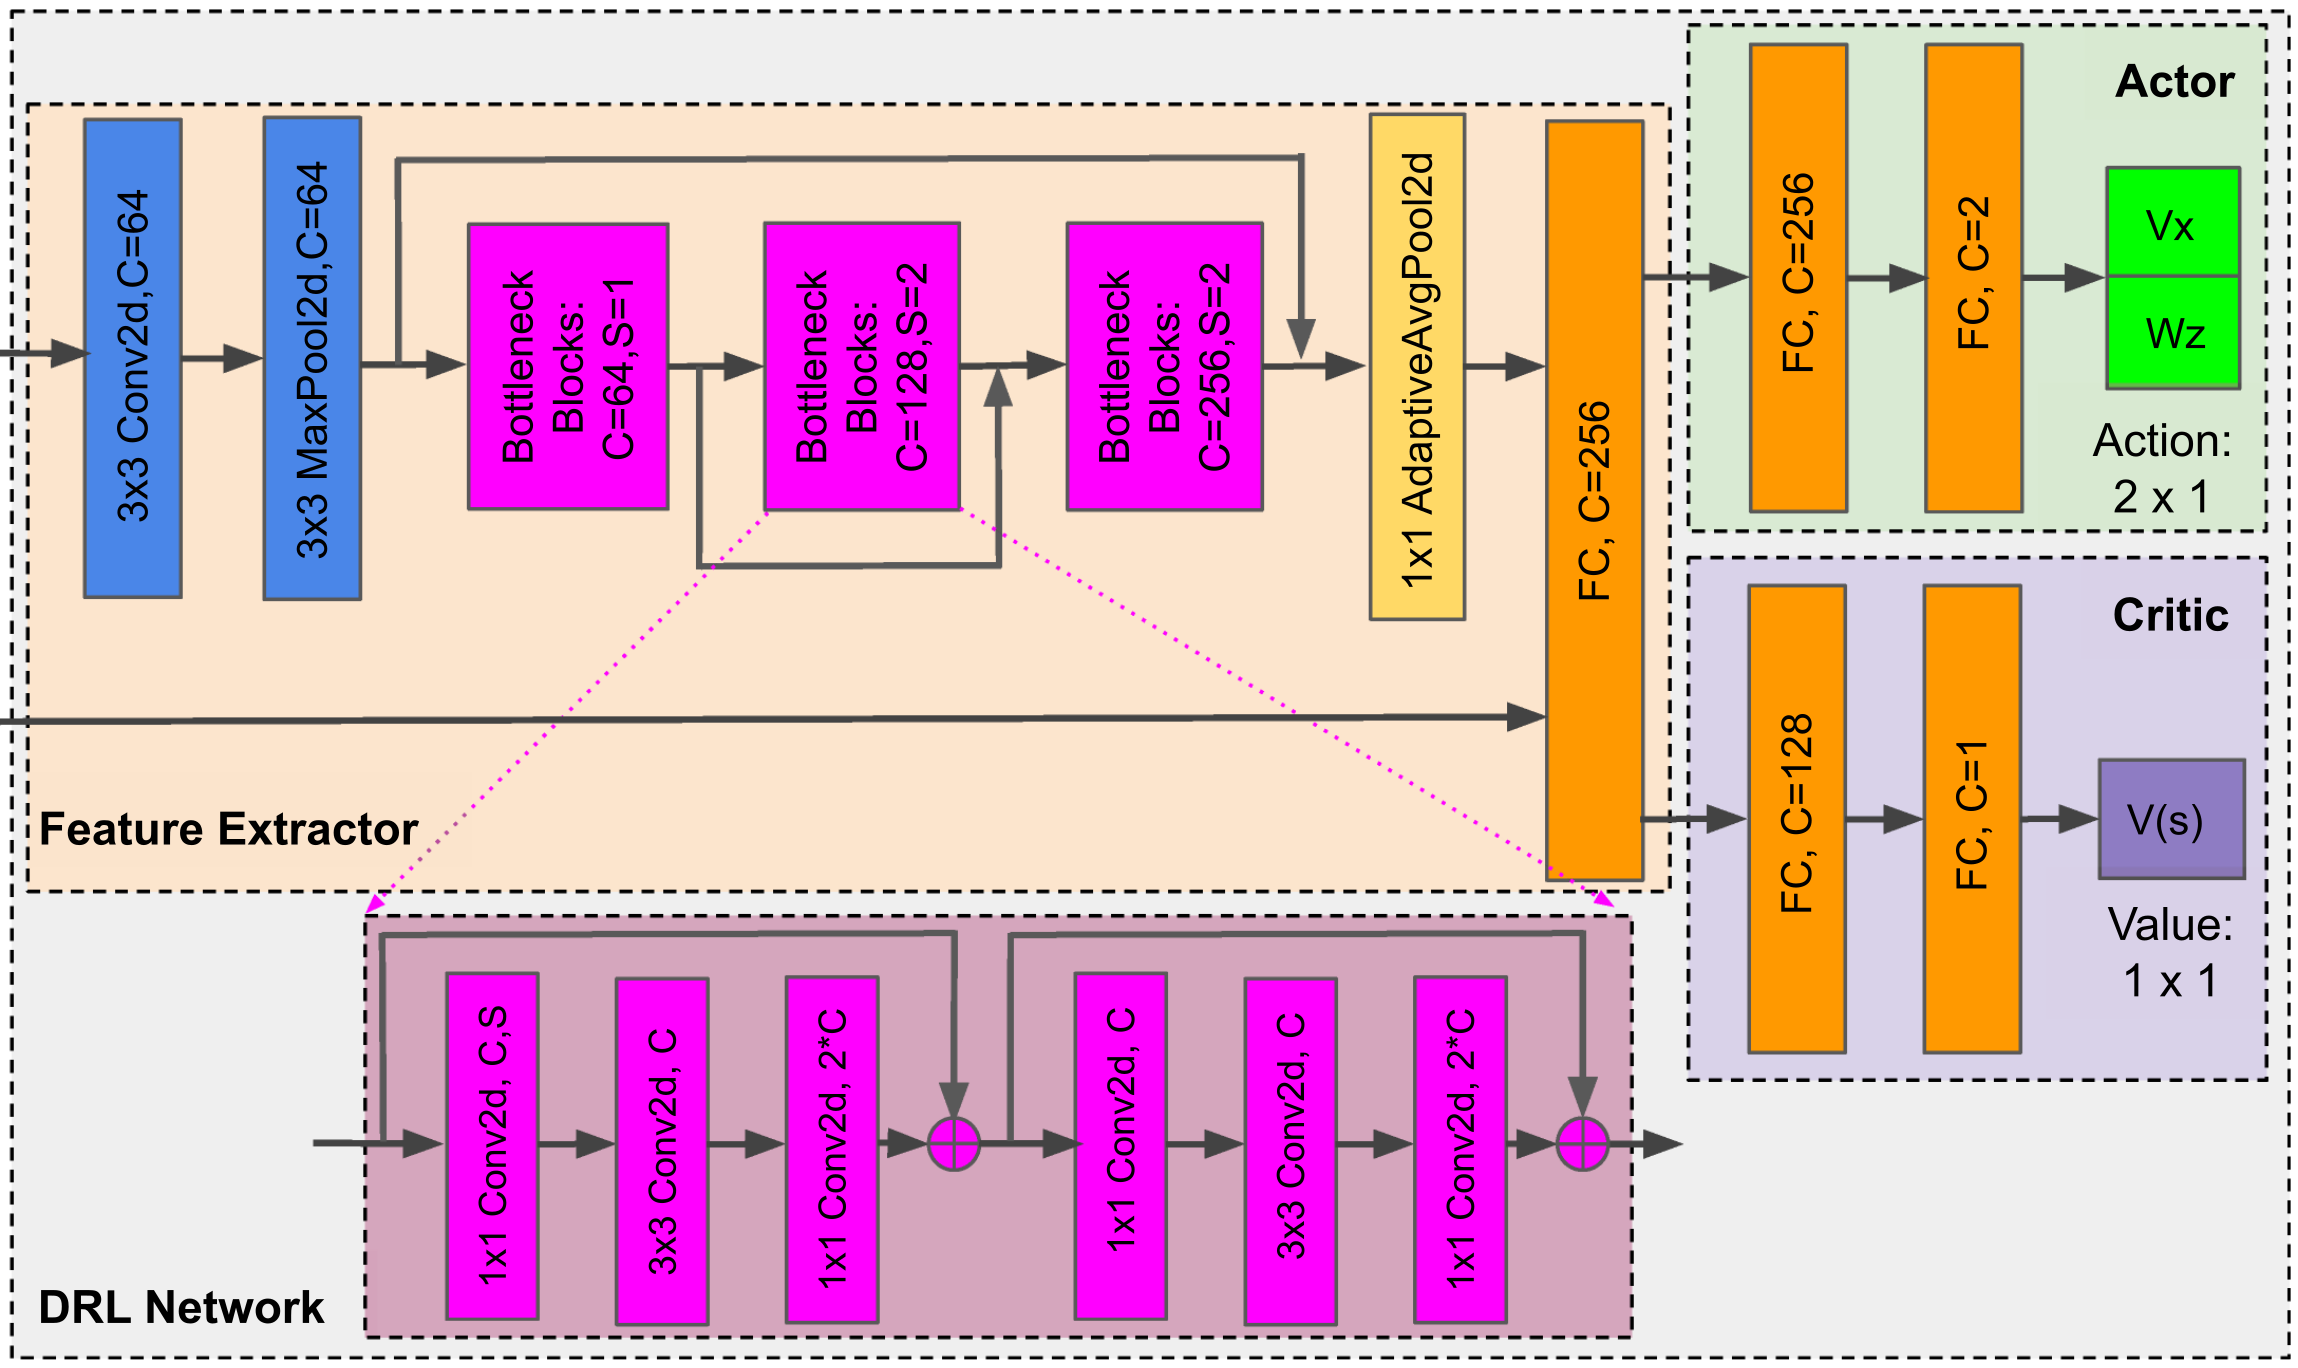 3x3 Conv2d,C=64
3x3 MaxPool2d,C=64
Bottleneck
Blocks:
C=64,S=1
Bottleneck
Blocks:
C=128,S=2
Bottleneck
Blocks:
C=256,S=2
1x1 AdaptiveAvgPool2d
FC, C=256
Feature Extractor
FC, C=256
FC, C=2
Actor
Vx
Wz
Action:
2 x 1
FC, C=128
FC, C=1
Critic
V(s)
Value:
1 x 1
1x1 Conv2d, C,S
3x3 Conv2d, C
1x1 Conv2d, 2*C
1x1 Conv2d, C
3x3 Conv2d, C
1x1 Conv2d, 2*C
DRL Network